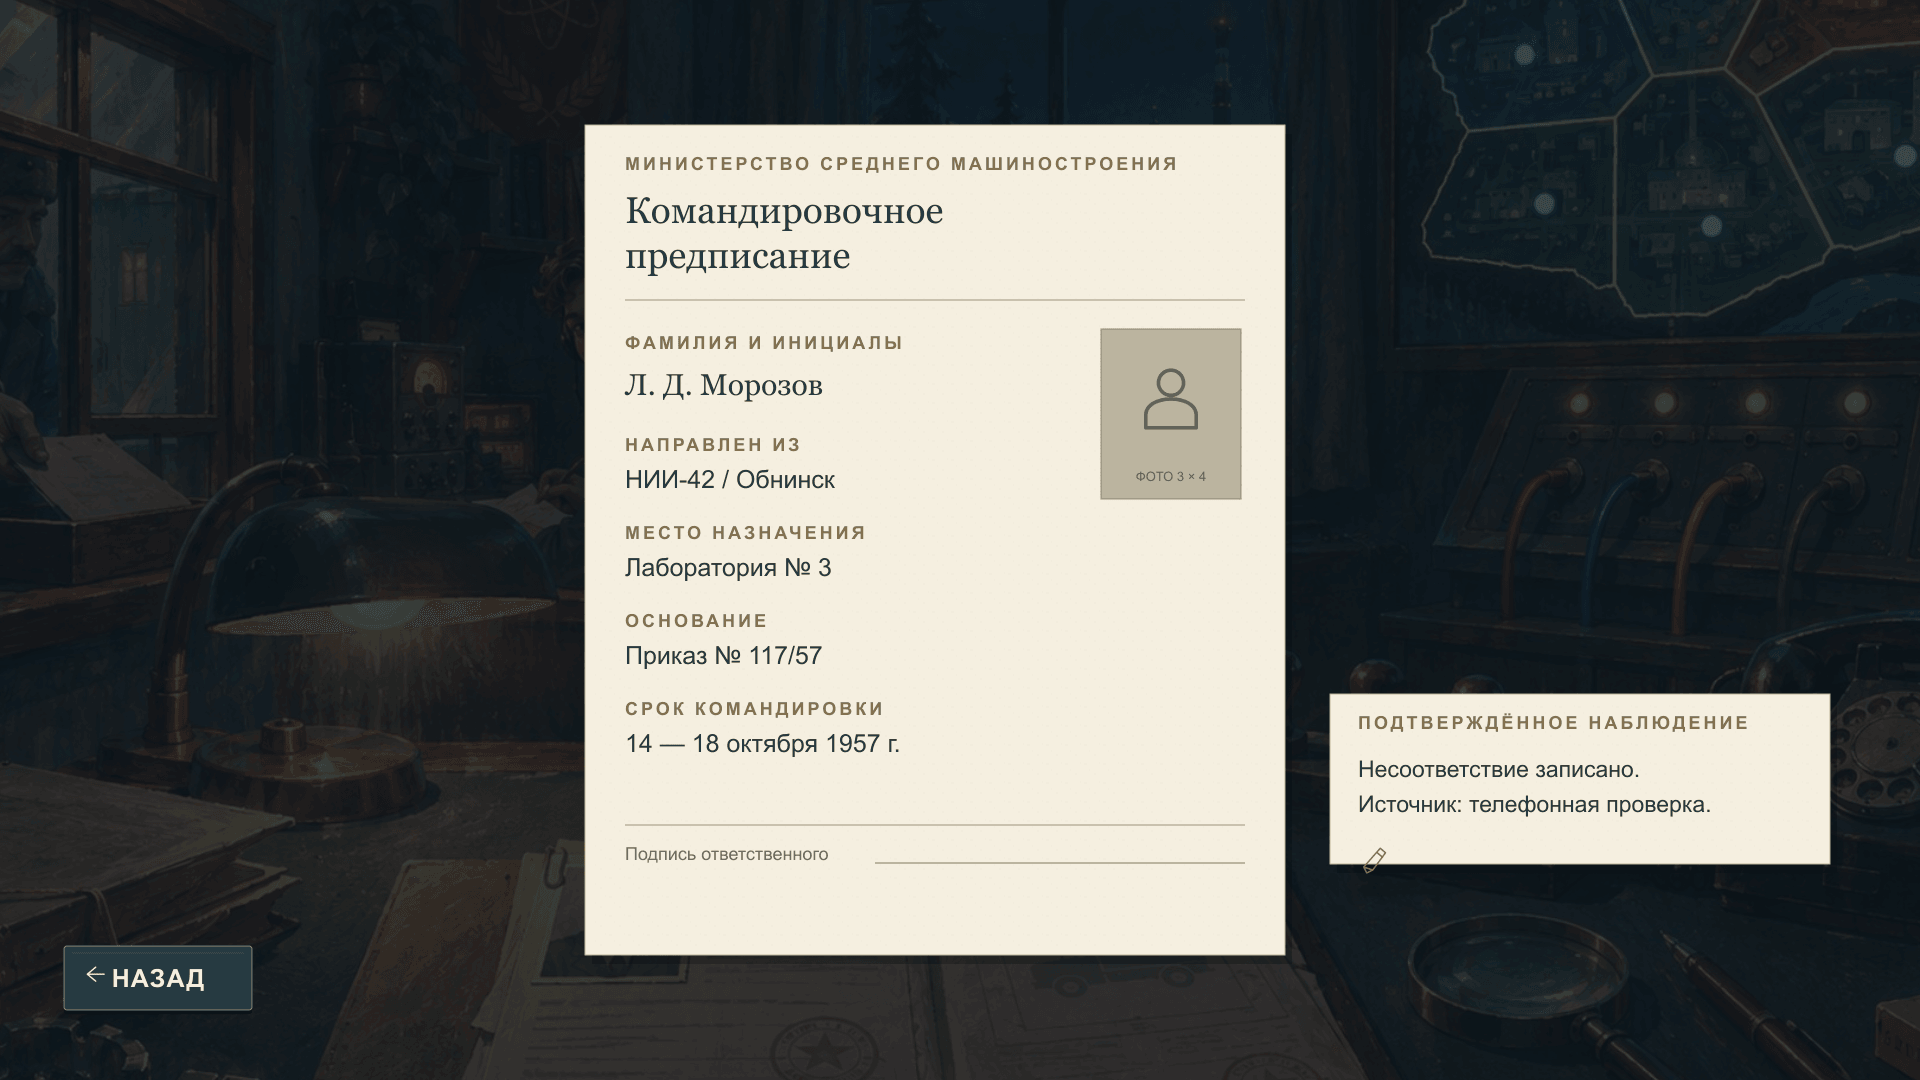 МИНИСТЕРСТВО СРЕДНЕГО МАШИНОСТРОЕНИЯ
Командировочное
предписание
ФАМИЛИЯ И ИНИЦИАЛЫ
Л. Д. Морозов
ФОТО 3 × 4
НАПРАВЛЕН ИЗ
НИИ-42 / Обнинск
МЕСТО НАЗНАЧЕНИЯ
Лаборатория № 3
ОСНОВАНИЕ
Приказ № 117/57
СРОК КОМАНДИРОВКИ
14 — 18 октября 1957 г.
Подпись ответственного
ПОДТВЕРЖДЁННОЕ НАБЛЮДЕНИЕ
Несоответствие записано.
Источник: телефонная проверка.
НАЗАД